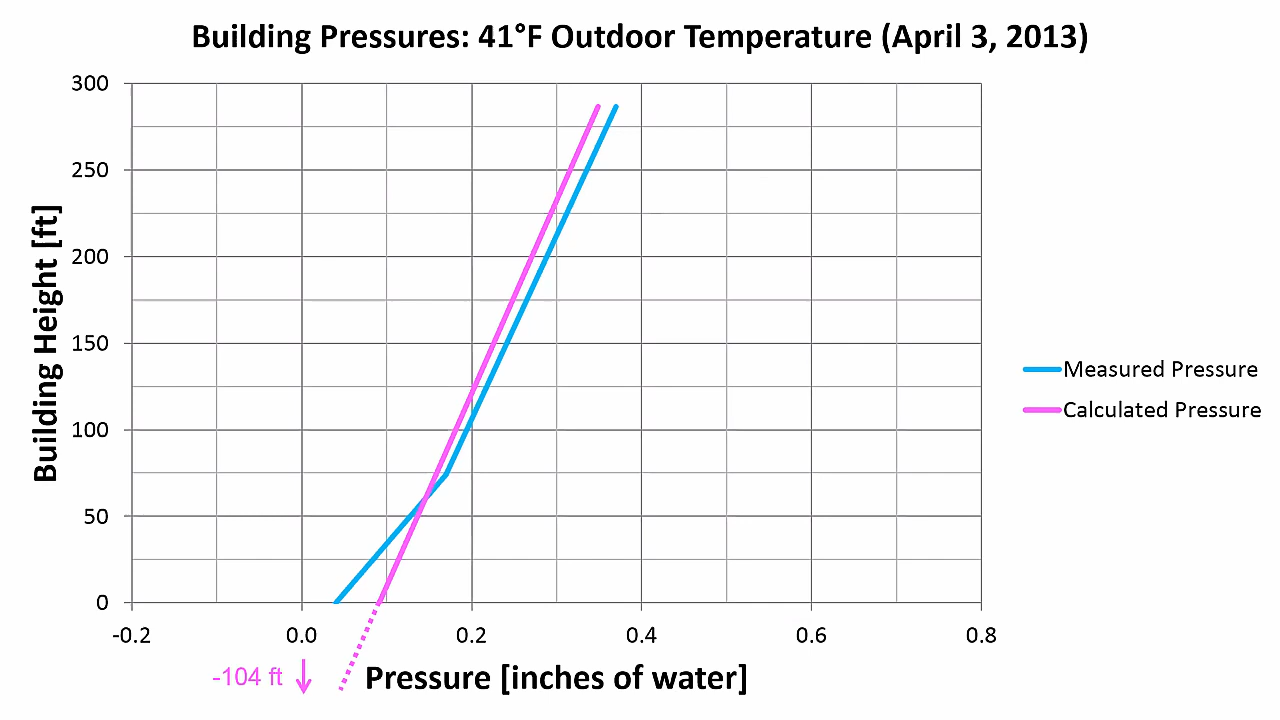 Building Pressures: 41°F Outdoor Temperature (April 3, 2013)
300
250
200
150
100
50
0
Building Height [ft]
-0.2 0.0 0.2 0.4 0.6 0.8
Pressure [inches of water]
-104 ft
Measured Pressure
Calculated Pressure